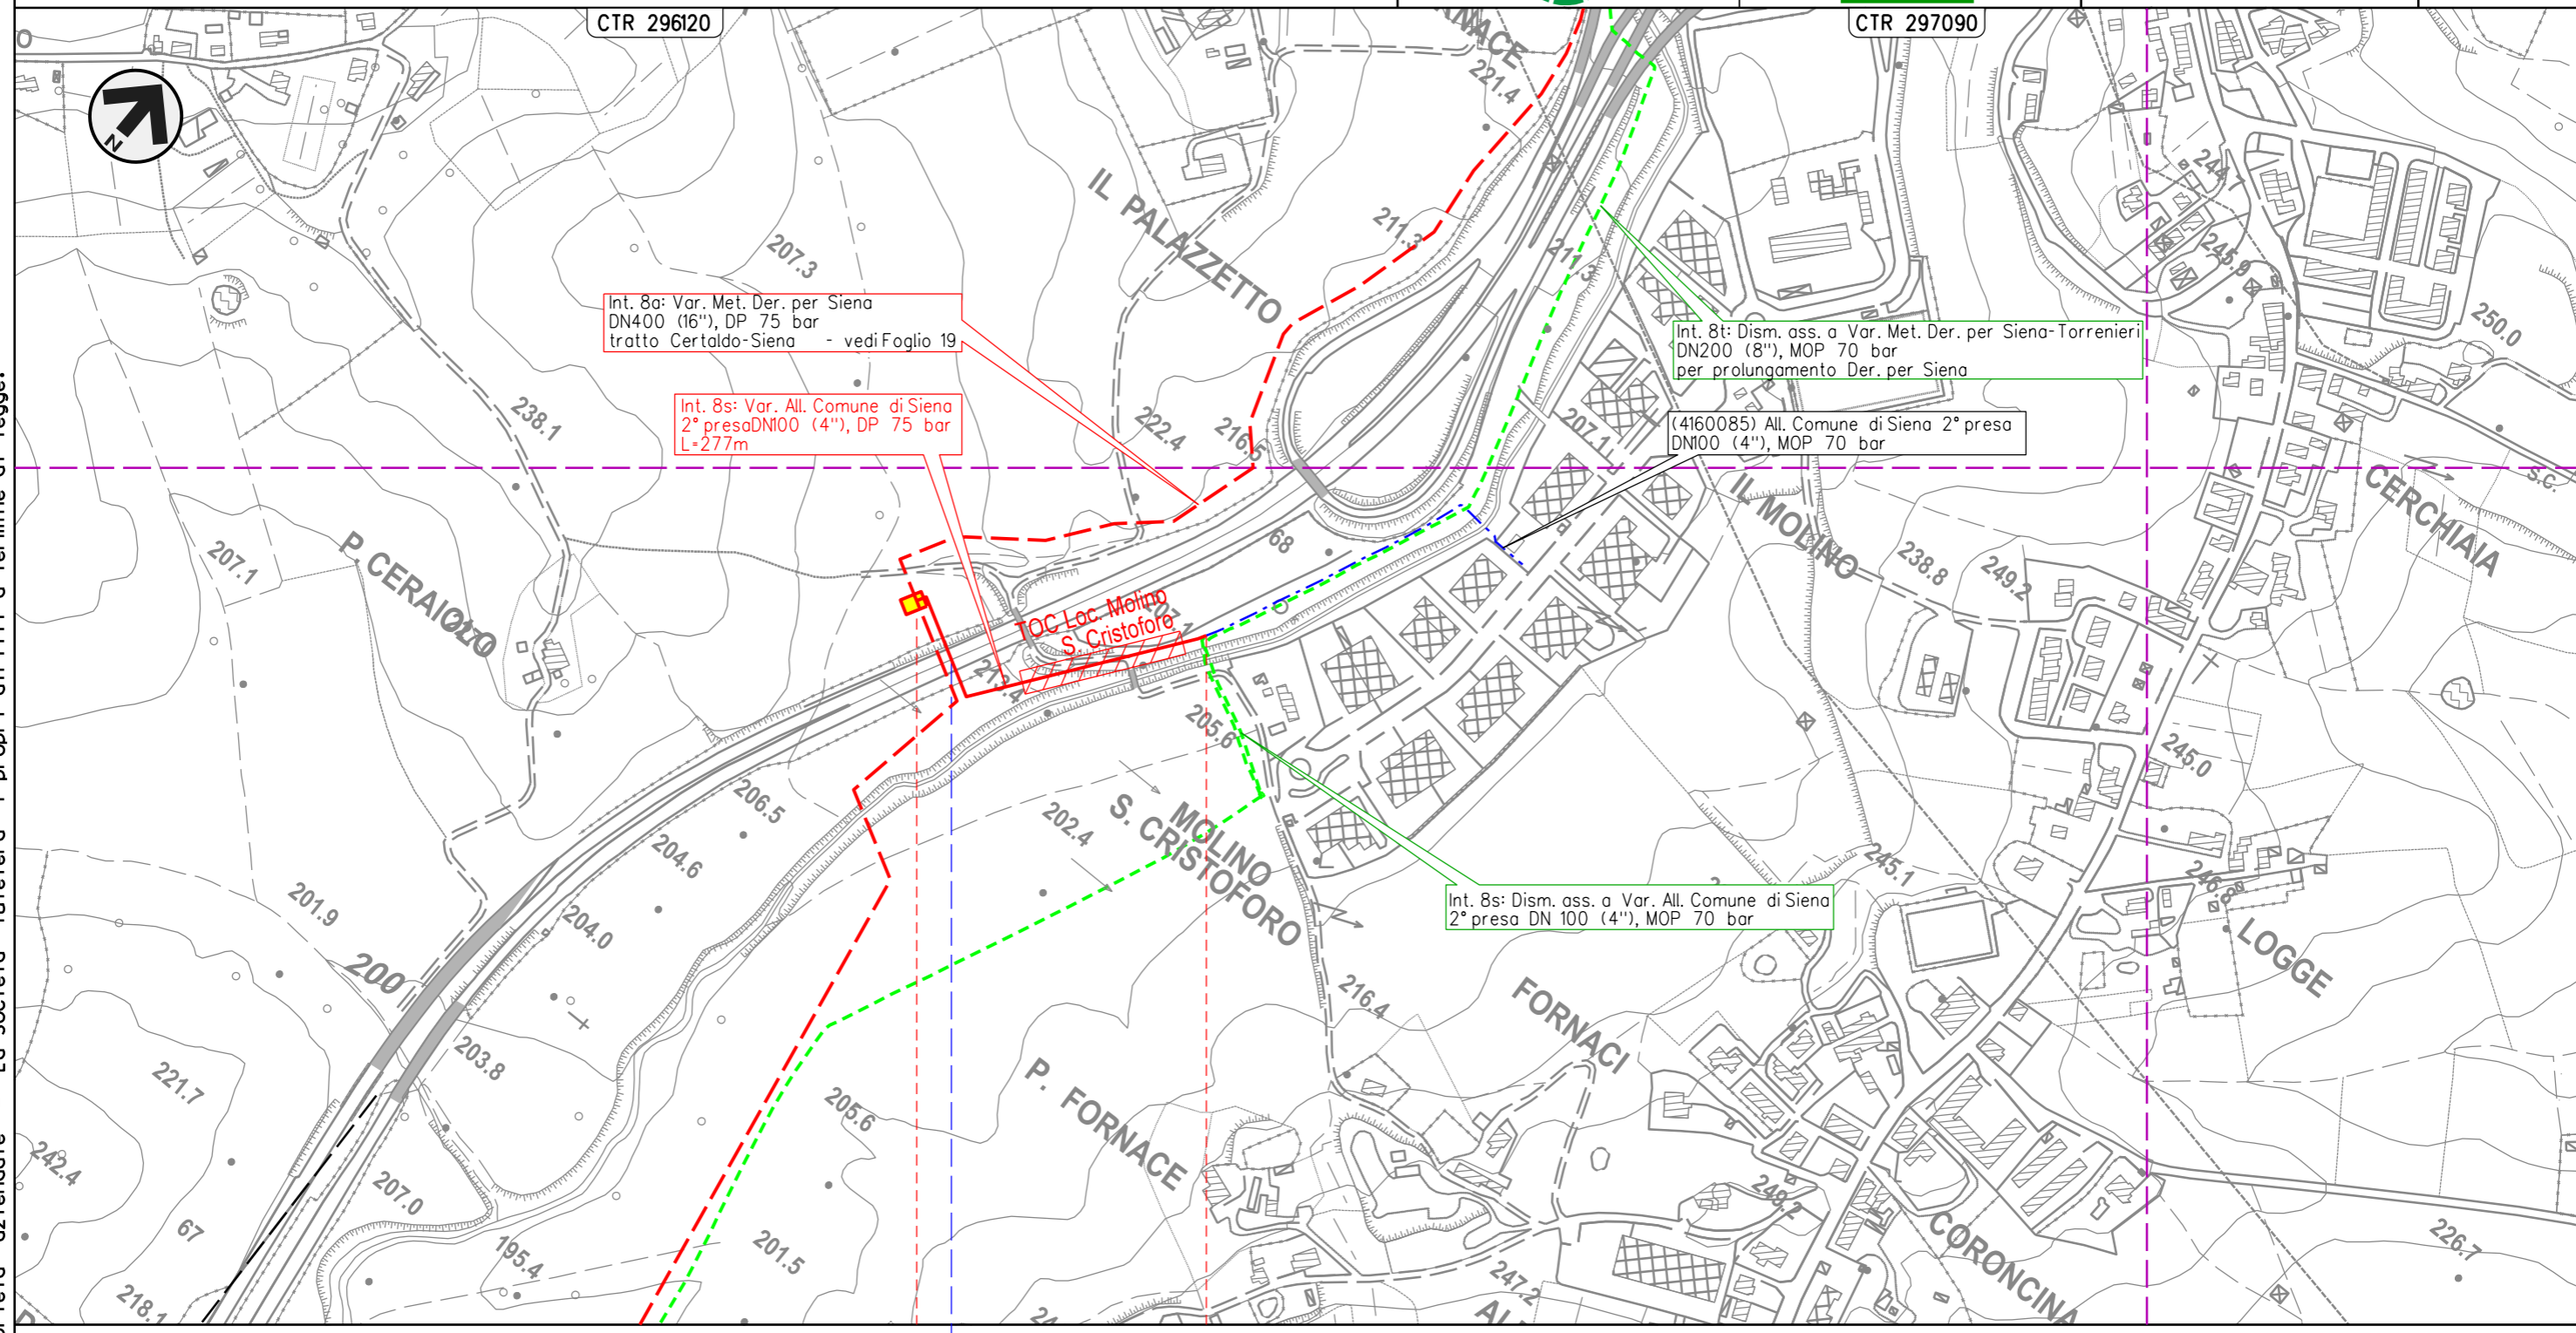 CTR 296120
CTR 297090
N
221.4
IL PALAZZETTO
211.3
207.3
211.3
244.7
245.9
250.0
Int. 8a: Var. Met. Der. per Siena
DN400 (16"), DP 75 bar
tratto Certaldo-Siena - vedi Foglio 19
Int. 8t: Dism. ass. a Var. Met. Der. per Siena-Torrenieri
DN200 (8"), MOP 70 bar
per prolungamento Der. per Siena
Int. 8s: Var. All. Comune di Siena
2° presaDN100 (4"), DP 75 bar
L=277m
(4160085) All. Comune di Siena 2° presa
DN100 (4"), MOP 70 bar
238.1
222.4
216.5
207.1
S.C.
CERCHIAIA
IL MOLINO
207.1
P. CERAIOLO
68
238.8
249.2
TOC Loc. Molino
S. Cristoforo
213.4
205.6
245.0
206.5
202.4
MOLINO
S. CRISTOFORO
204.6
201.9
204.0
245.1
246.8
Int. 8s: Dism. ass. a Var. All. Comune di Siena
2° presa DN 100 (4"), MOP 70 bar
LOGGE
200
216.4
FORNACI
203.8
221.7
P. FORNACE
205.6
242.4
207.0
67
249.2
CORONCINA
226.7
195.4
201.5
247.2
218.1